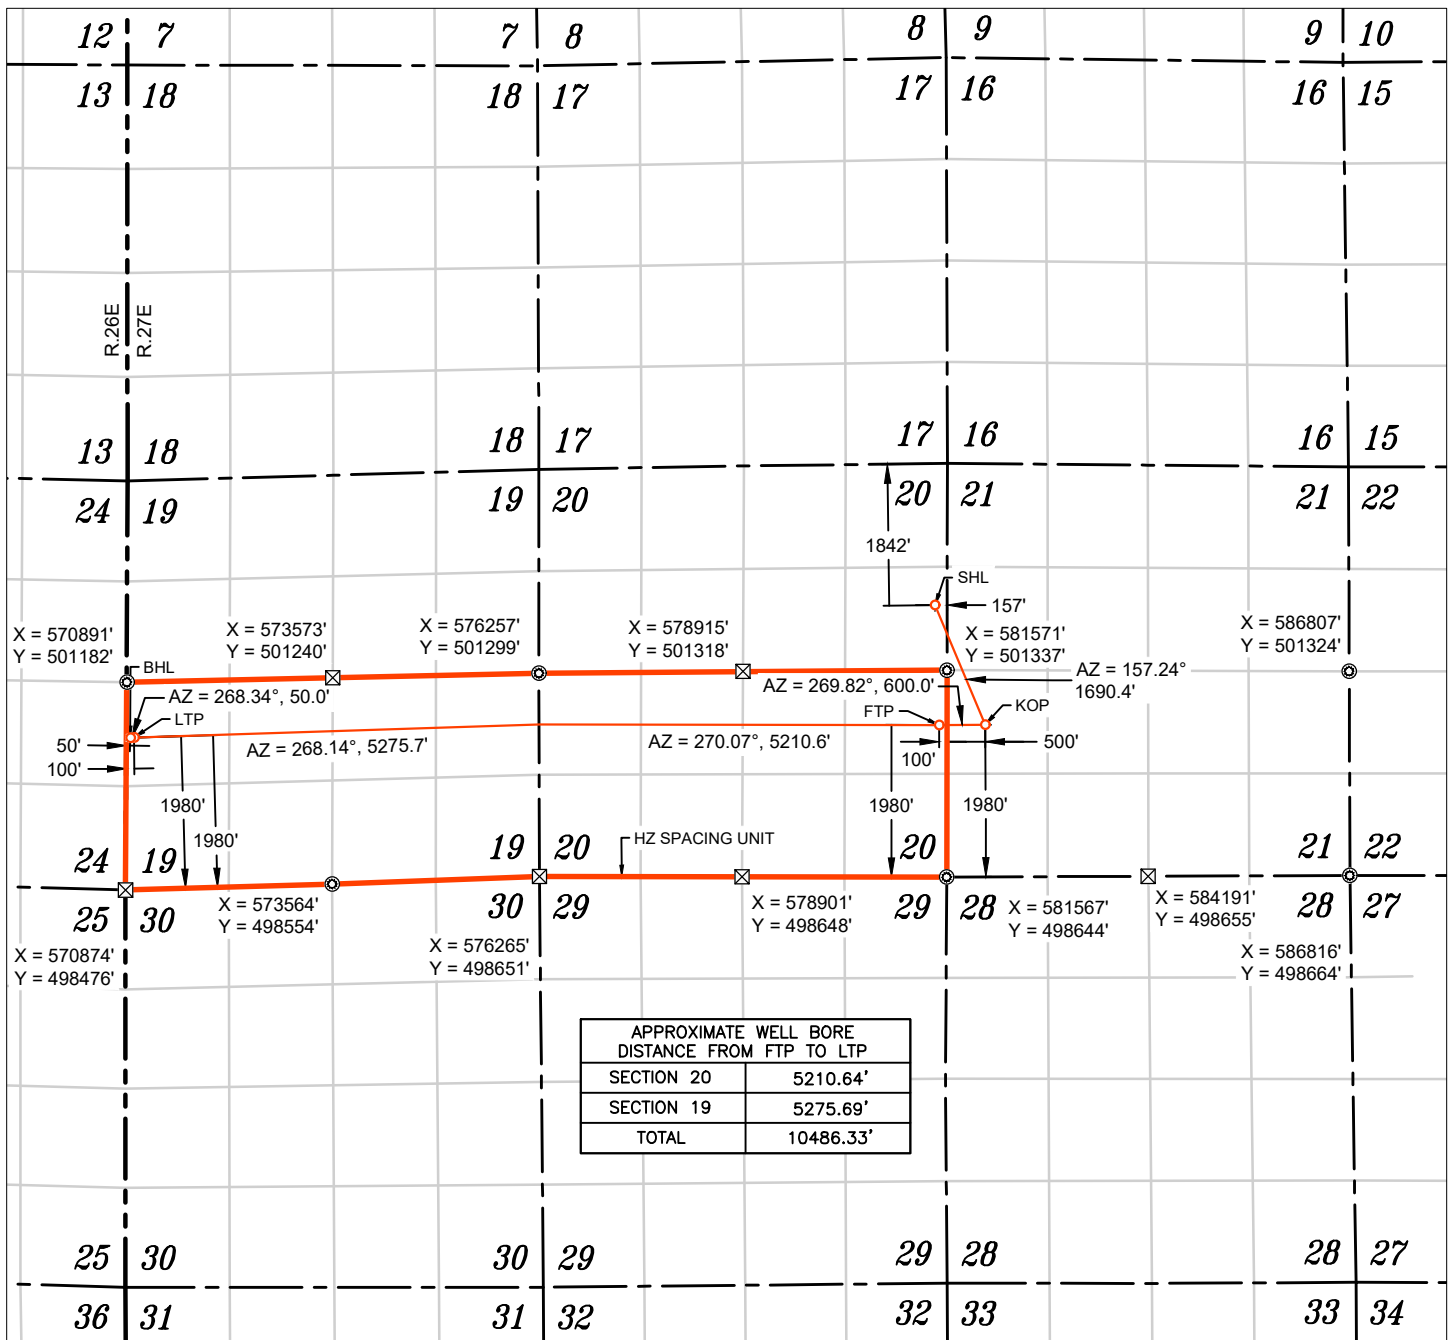 12 7 7 8 8 9 9 10
13 18 18 17 17 16 16 15
R.26E
R.27E
13 18 18 17 17 16 16 15
24 19 19 20 20 21 21 22
1842'
SHL
157'
X = 570891'
Y = 501182'
X = 573573'
Y = 501240'
X = 576257'
Y = 501299'
X = 578915'
Y = 501318'
X = 581571'
Y = 501337'
X = 586807'
Y = 501324'
BHL
AZ = 157.24°
1690.4'
AZ = 268.34°, 50.0'
AZ = 269.82°, 600.0'
LTP
FTP
KOP
50'
AZ = 268.14°, 5275.7'
AZ = 270.07°, 5210.6'
100'
500'
100'
1980'
1980'
1980'
1980'
HZ SPACING UNIT
24 19 19 20 20 21 22
25 30 30 29 29 28 28 27
X = 573564'
Y = 498554'
X = 578901'
Y = 498648'
X = 581567'
Y = 498644'
X = 584191'
Y = 498655'
X = 570874'
Y = 498476'
X = 576265'
Y = 498651'
X = 586816'
Y = 498664'
APPROXIMATE WELL BORE
DISTANCE FROM FTP TO LTP
SECTION 20 5210.64'
SECTION 19 5275.69'
TOTAL 10486.33'
25 30 30 29 29 28 28 27
36 31 31 32 32 33 33 34